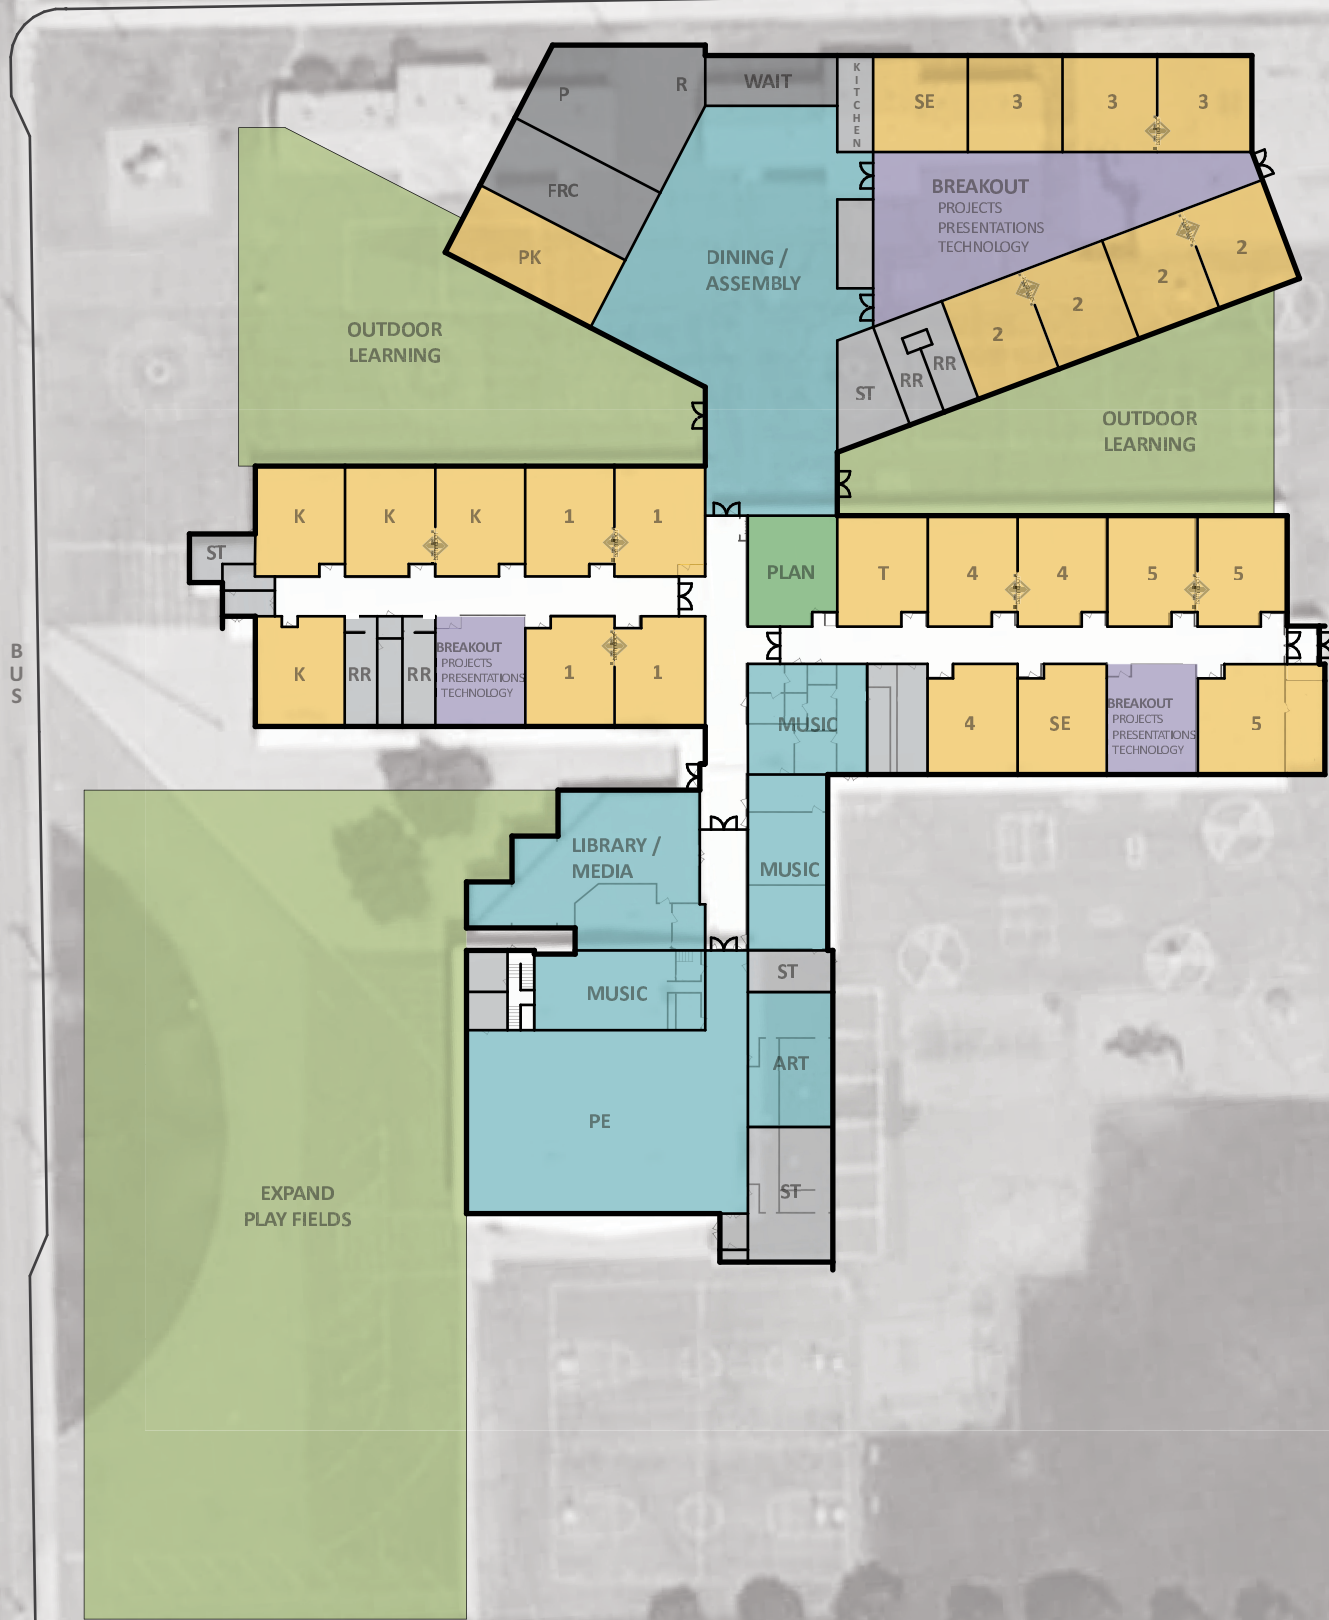 P
R
WAIT
KITCHEN
SE
3
3
3
FRC
PK
DINING /
ASSEMBLY
BREAKOUT
PROJECTS
PRESENTATIONS
TECHNOLOGY
2
2
2
2
ST
RR
RR
OUTDOOR
LEARNING
OUTDOOR
LEARNING
K
K
K
1
1
ST
PLAN
T
4
4
5
5
K
RR
RR
BREAKOUT
PROJECTS
PRESENTATIONS
TECHNOLOGY
1
1
BUS
MUSIC
4
SE
BREAKOUT
PROJECTS
PRESENTATIONS
TECHNOLOGY
5
LIBRARY /
MEDIA
MUSIC
MUSIC
ST
ART
PE
ST
EXPAND
PLAY FIELDS